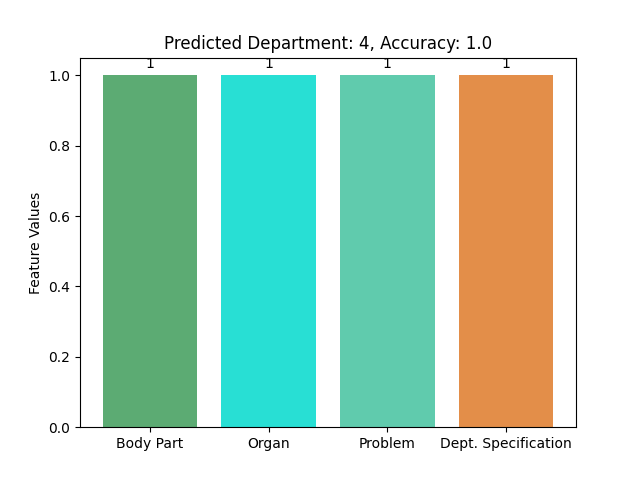 Predicted Department: 4, Accuracy: 1.0
1 1 1 1
1.0
0.8
0.6
0.4
0.2
0.0
Feature Values
Body Part Organ Problem Dept. Specification